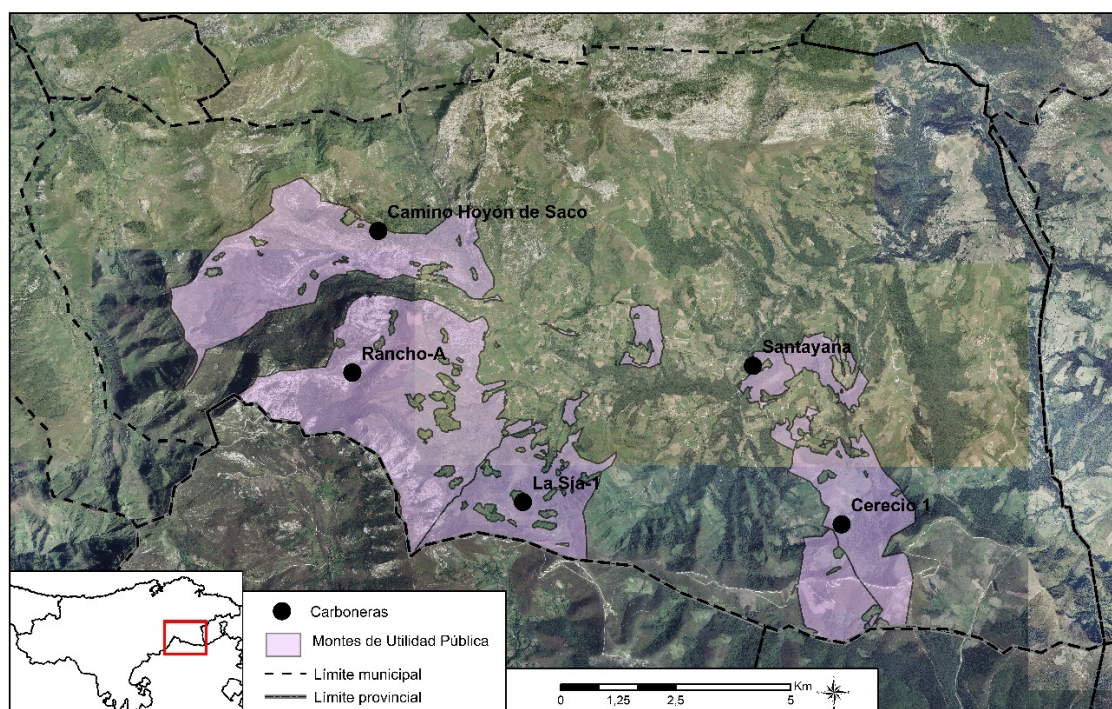 Camino Hoyón de Saco
Santayana
Rancho-A
La Sía-1
Cerecio 1
Carboneras
Montes de Utilidad Pública
Límite municipal
Límite provincial
Km
0 1,25 2,5 5